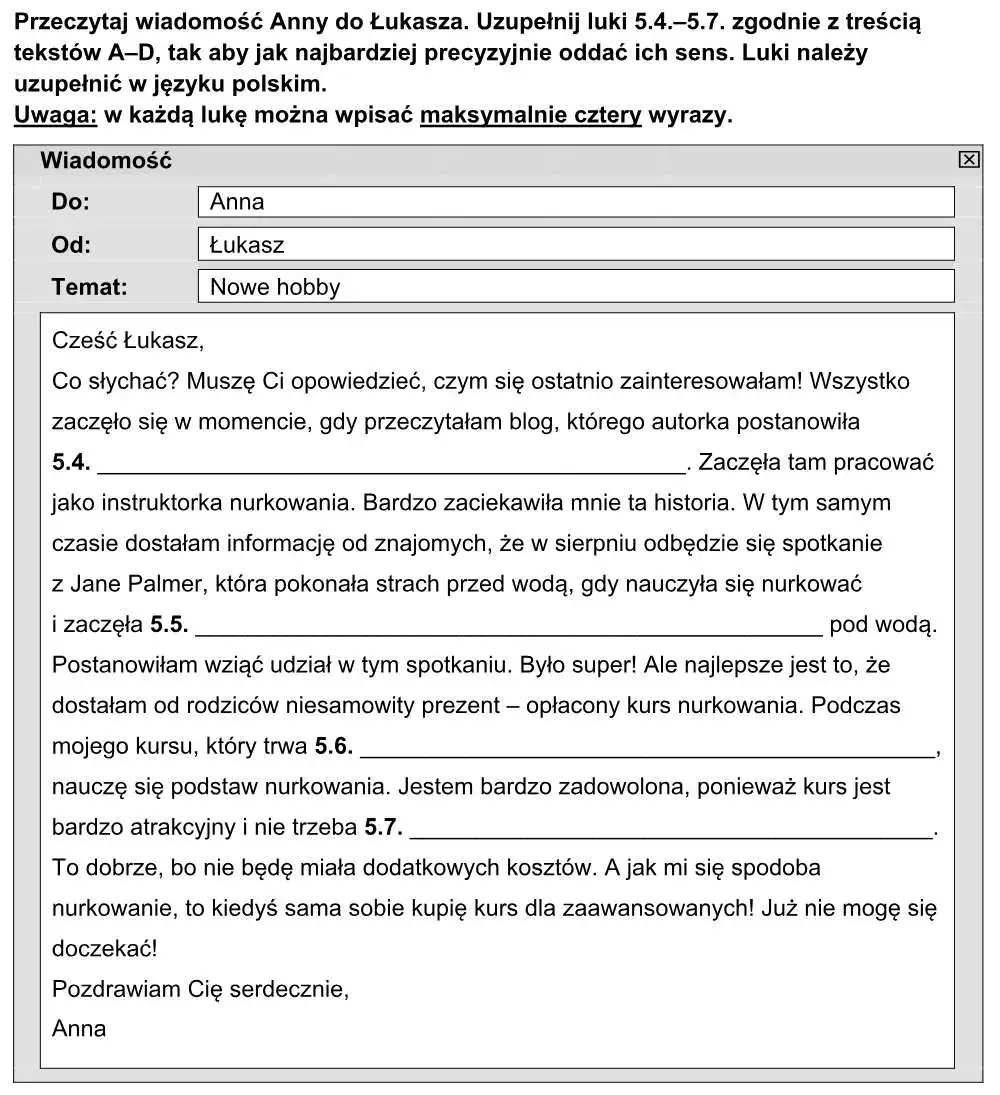 Przeczytaj wiadomość Anny do Łukasza. Uzupełnij luki 5.4.–5.7. zgodnie z treścią
tekstów A–D, tak aby jak najbardziej precyzyjnie oddać ich sens. Luki należy
uzupełnić w języku polskim.
Uwaga: w każdą lukę można wpisać maksymalnie cztery wyrazy.
Wiadomość
Do: Anna
Od: Łukasz
Temat: Nowe hobby
Cześć Łukasz,
Co słychać? Muszę Ci opowiedzieć, czym się ostatnio zainteresowałam! Wszystko
zaczęło się w momencie, gdy przeczytałam blog, którego autorka postanowiła
5.4. ______________________________. Zaczęła tam pracować
jako instruktorka nurkowania. Bardzo zaciekawiła mnie ta historia. W tym samym
czasie dostałam informację od znajomych, że w sierpniu odbędzie się spotkanie
z Jane Palmer, która pokonała strach przed wodą, gdy nauczyła się nurkować
i zaczęła 5.5. ______________________________ pod wodą.
Postanowiłam wziąć udział w tym spotkaniu. Było super! Ale najlepsze jest to, że
dostałam od rodziców niesamowity prezent – opłacony kurs nurkowania. Podczas
mojego kursu, który trwa 5.6. ______________________________,
nauczę się podstaw nurkowania. Jestem bardzo zadowolona, ponieważ kurs jest
bardzo atrakcyjny i nie trzeba 5.7. ______________________________.
To dobrze, bo nie będę miała dodatkowych kosztów. A jak mi się spodoba
nurkowanie, to kiedyś sama sobie kupię kurs dla zaawansowanych! Już nie mogę się
doczekać!
Pozdrawiam Cię serdecznie,
Anna